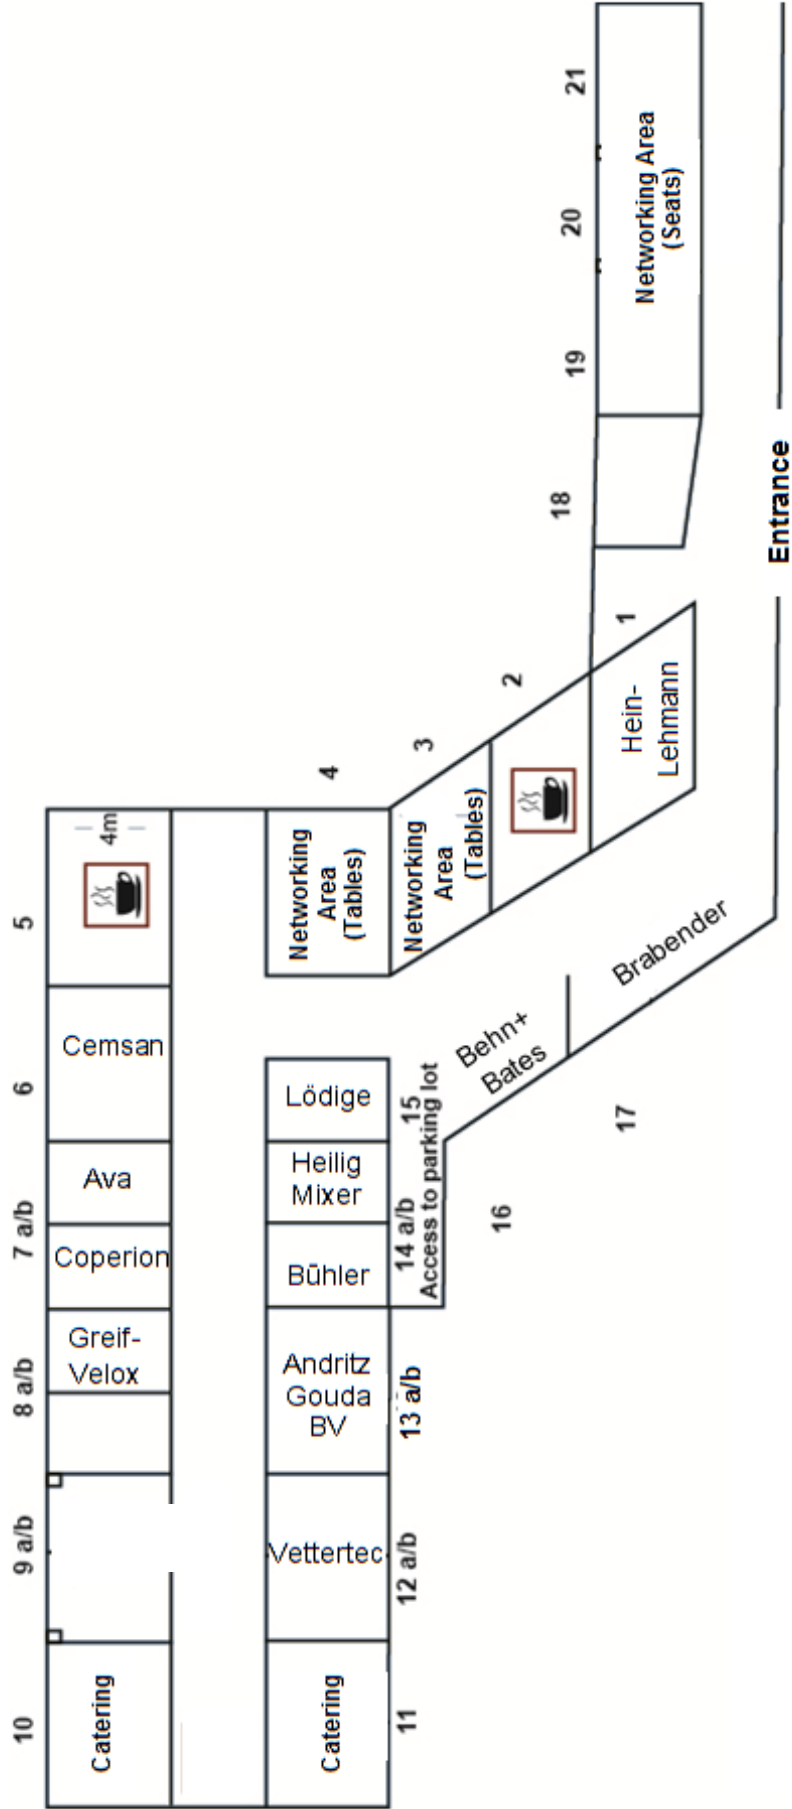 21
20
19
18
Networking Area
(Seats)
Entrance
1
2
3
4
Hein-
Lehmann
Networking
Area
(Tables)
Networking
Area
(Tables)
4m
5
6
7 a/b
8 a/b
9 a/b
10
Cemsan
Ava
Coperion
Greif-
Velox
Catering
Lödige
Heilig
Mixer
Bühler
Andritz
Gouda
BV
Vettertec
Catering
15
14 a/b
13 a/b
12 a/b
11
Access to parking lot
Behn+
Bates
Brabender
16
17